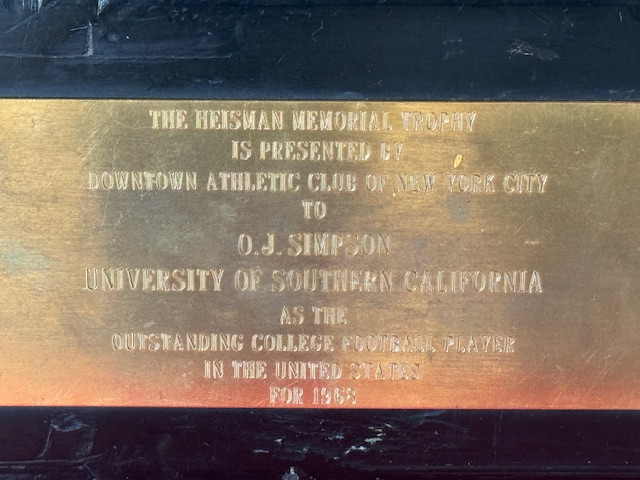 THE HEISMAN MEMORIAL TROPHY
IS PRESENTED BY
DOWNTOWN ATHLETIC CLUB OF NEW YORK CITY
TO
O.J. SIMPSON
UNIVERSITY OF SOUTHERN CALIFORNIA
AS THE
OUTSTANDING COLLEGE FOOTBALL PLAYER
IN THE UNITED STATES
FOR 1968